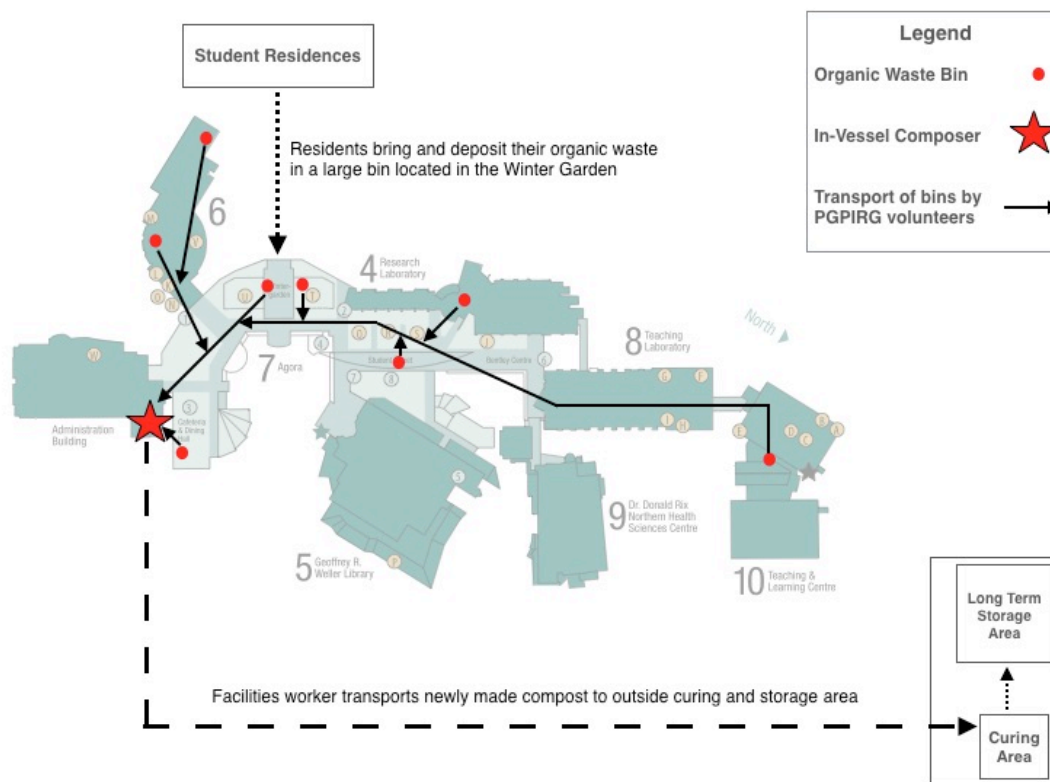 Student Residences
Legend
Organic Waste Bin
In-Vessel Composer
Transport of bins by
PGPIRG volunteers
Residents bring and deposit their organic waste
in a large bin located in the Winter Garden
6
4 Research
Laboratory
North
8 Teaching
Laboratory
7 Agora
Administration
Building
Cafeteria
& Dining
Hall
5 Geoffrey R.
Weller Library
9 Dr. Donald Rix
Northern Health
Sciences Centre
10 Teaching &
Learning Centre
Long Term
Storage
Area
Facilities worker transports newly made compost to outside curing and storage area
Curing
Area